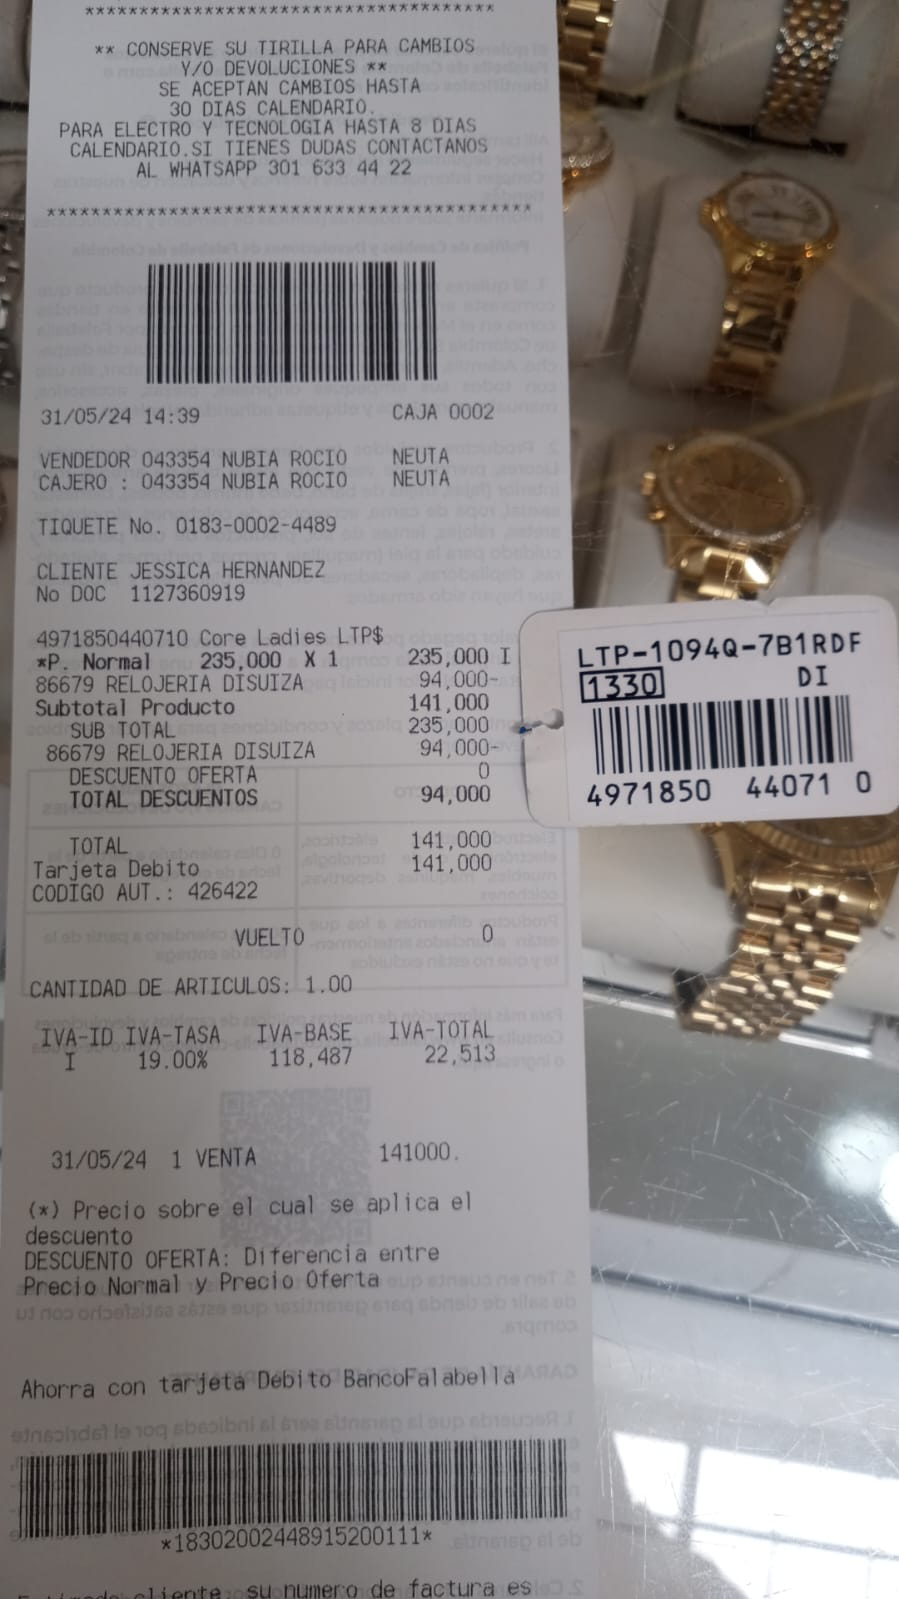 ****************************************
** CONSERVE SU TIRILLA PARA CAMBIOS
Y/O DEVOLUCIONES **
SE ACEPTAN CAMBIOS HASTA
30 DIAS CALENDARIO.
PARA ELECTRO Y TECNOLOGIA HASTA 8 DIAS
CALENDARIO.SI TIENES DUDAS CONTACTANOS
AL WHATSAPP 301 633 44 22
****************************************
31/05/24 14:39 CAJA 0002
VENDEDOR 043354 NUBIA ROCIO NEUTA
CAJERO : 043354 NUBIA ROCIO NEUTA
TIQUETE No. 0183-0002-4489
CLIENTE JESSICA HERNANDEZ
No DOC 1127360919
4971850440710 Core Ladies LTP$
*P. Normal 235,000 X 1 235,000 I
86679 RELOJERIA DISUIZA 94,000-
Subtotal Producto 141,000
SUB TOTAL 235,000
86679 RELOJERIA DISUIZA 94,000-
DESCUENTO OFERTA 0
TOTAL DESCUENTOS 94,000
TOTAL 141,000
Tarjeta Debito 141,000
CODIGO AUT.: 426422
VUELTO 0
CANTIDAD DE ARTICULOS: 1.00
IVA-ID IVA-TASA IVA-BASE IVA-TOTAL
I 19.00% 118,487 22,513
31/05/24 1 VENTA 141000.
(*) Precio sobre el cual se aplica el
descuento
DESCUENTO OFERTA: Diferencia entre
Precio Normal y Precio Oferta
Ahorra con tarjeta Debito BancoFalabella
*18302002448915200111*
cliente, su numero de factura es
LTP-1094Q-7B1RDF
1330 DI
4971850 44071 0